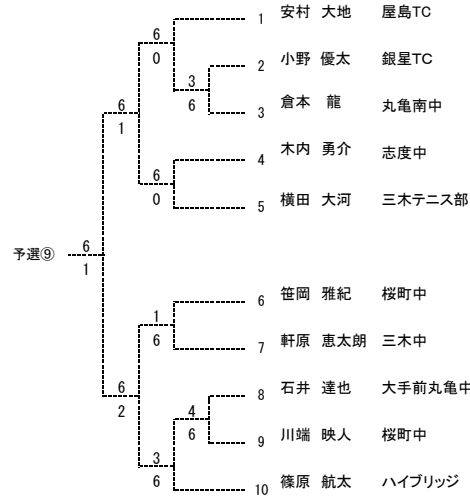 6
1 安村 大地 屋島TC
0
2 小野 優太 銀星TC
3
6
3 倉本 龍 丸亀南中
6
1
4 木内 勇介 志度中
6
0
5 横田 大河 三木テニス部
予選⑨ 6
1
6 笹岡 雅紀 桜町中
1
6
7 軒原 恵太朗 三木中
6
2
8 石井 達也 大手前丸亀中
4
6
9 川端 映人 桜町中
3
6
10 篠原 航太 ハイブリッジ